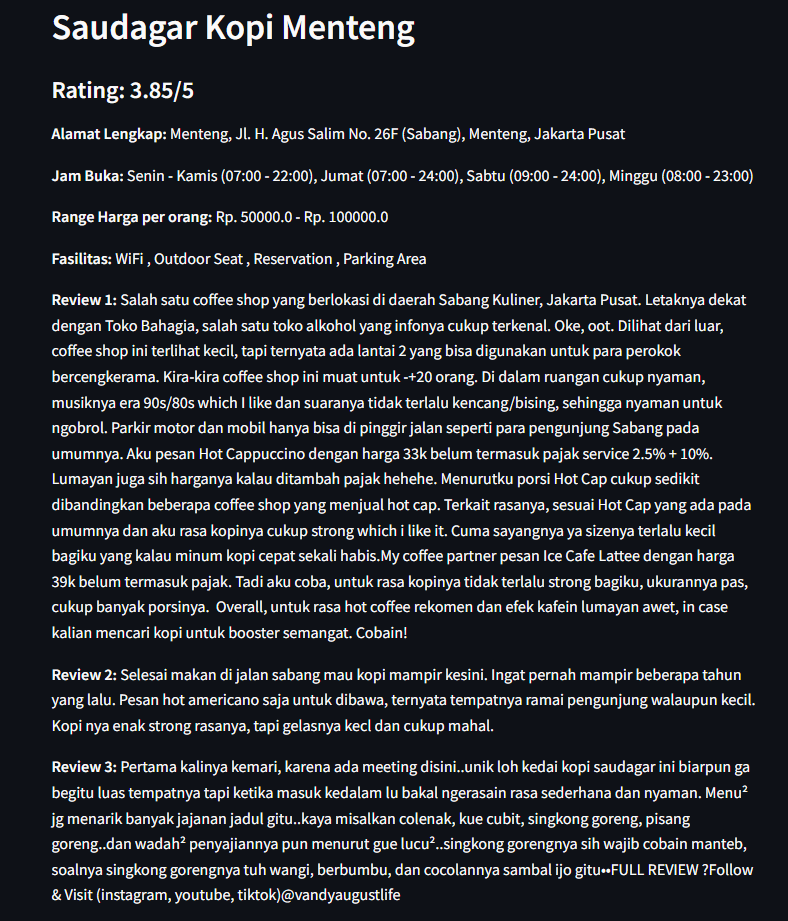 Saudagar Kopi Menteng
Rating: 3.85/5
Alamat Lengkap: Menteng, Jl. H. Agus Salim No. 26F (Sabang), Menteng, Jakarta Pusat
Jam Buka: Senin - Kamis (07:00 - 22:00), Jumat (07:00 - 24:00), Sabtu (09:00 - 24:00), Minggu (08:00 - 23:00)
Range Harga per orang: Rp. 50000.0 - Rp. 100000.0
Fasilitas: WiFi , Outdoor Seat , Reservation , Parking Area
Review 1: Salah satu coffee shop yang berlokasi di daerah Sabang Kuliner, Jakarta Pusat. Letaknya dekat
dengan Toko Bahagia, salah satu toko alkohol yang infonya cukup terkenal. Oke, oot. Dilihat dari luar,
coffee shop ini terlihat kecil, tapi ternyata ada lantai 2 yang bisa digunakan untuk para perokok
bercengkerama. Kira-kira coffee shop ini muat untuk -+20 orang. Di dalam ruangan cukup nyaman,
musiknya era 90s/80s which I like dan suaranya tidak terlalu kencang/bising, sehingga nyaman untuk
ngobrol. Parkir motor dan mobil hanya bisa di pinggir jalan seperti para pengunjung Sabang pada
umumnya. Aku pesan Hot Cappuccino dengan harga 33k belum termasuk pajak service 2.5% + 10%.
Lumayan juga sih harganya kalau ditambah pajak hehehe. Menurutku porsi Hot Cap cukup sedikit
dibandingkan beberapa coffee shop yang menjual hot cap. Terkait rasanya, sesuai Hot Cap yang ada pada
umumnya dan aku rasa kopinya cukup strong which i like it. Cuma sayangnya ya sizenya terlalu kecil
bagiku yang kalau minum kopi cepat sekali habis.My coffee partner pesan Ice Cafe Lattee dengan harga
39k belum termasuk pajak. Tadi aku coba, untuk rasa kopinya tidak terlalu strong bagiku, ukurannya pas,
cukup banyak porsinya.  Overall, untuk rasa hot coffee rekomen dan efek kafein lumayan awet, in case
kalian mencari kopi untuk booster semangat. Cobain!
Review 2: Selesai makan di jalan sabang mau kopi mampir kesini. Ingat pernah mampir beberapa tahun
yang lalu. Pesan hot americano saja untuk dibawa, ternyata tempatnya ramai pengunjung walaupun kecil.
Kopi nya enak strong rasanya, tapi gelasnya kecl dan cukup mahal.
Review 3: Pertama kalinya kemari, karena ada meeting disini..unik loh kedai kopi saudagar ini biarpun ga
begitu luas tempatnya tapi ketika masuk kedalam lu bakal ngerasain rasa sederhana dan nyaman. Menu²
jg menarik banyak jajanan jadul gitu..kaya misalkan colenak, kue cubit, singkong goreng, pisang
goreng..dan wadah² penyajiannya pun menurut gue lucu²..singkong gorengnya sih wajib cobain manteb,
soalnya singkong gorengnya tuh wangi, berbumbu, dan cocolannya sambal ijo gitu••FULL REVIEW ?Follow
& Visit (instagram, youtube, tiktok)@vandyaugustlife